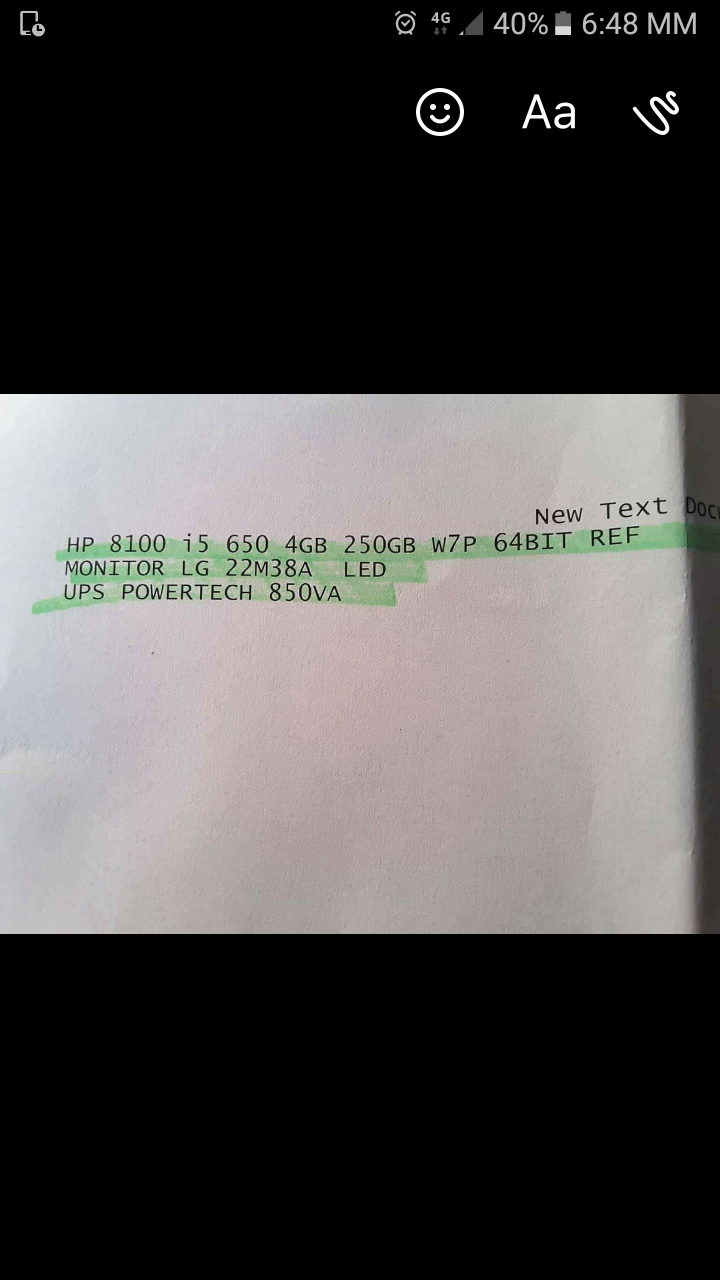 40% 6:48 MM
4G
Aa
New Text
HP 8100 i5 650 4GB 250GB W7P 64BIT REF
MONITOR LG 22M38A LED
UPS POWERTECH 850VA